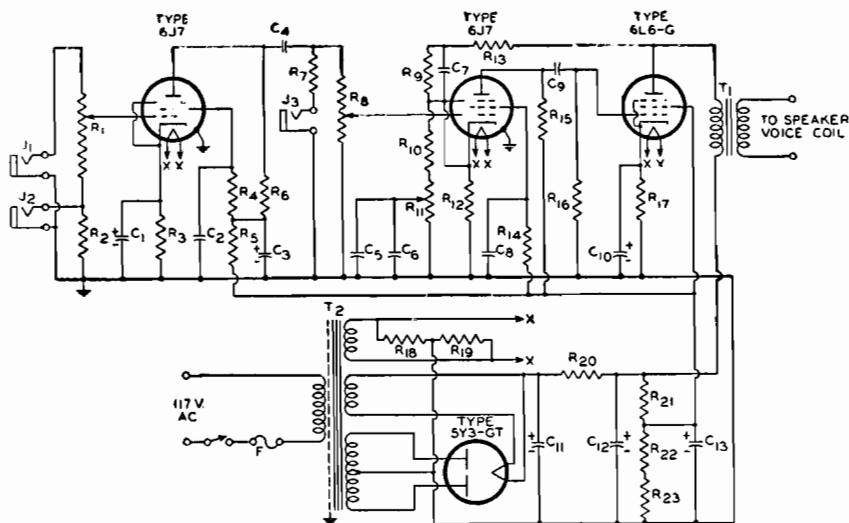 TYPE
6J7
C4
R7
J3
R8
R1
J1
J2
R2
C1
R3
C2
R4
R5
R6
C3
X X
TYPE
6J7
R9
C7
R13
R10
R11
R12
C5
C6
C8
R14
X X
C9
R15
R16
TYPE
6L6-G
R17
C10
X X
T1
TO SPEAKER
VOICE COIL
T2
X
R18
R19
X
117 V.
AC
F
TYPE
5Y3-GT
R20
C11
C12
R21
R22
R23
C13
+
-
+
-
+
-
+
-
+
-
+
-